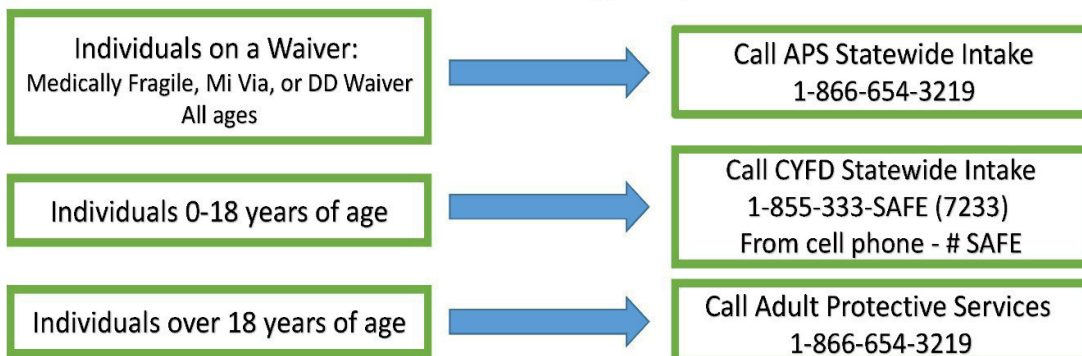 Individuals on a Waiver:
Medically Fragile, Mi Via, or DD Waiver
All ages
Call APS Statewide Intake
1-866-654-3219
Individuals 0-18 years of age
Call CYFD Statewide Intake
1-855-333-SAFE (7233)
From cell phone - # SAFE
Individuals over 18 years of age
Call Adult Protective Services
1-866-654-3219